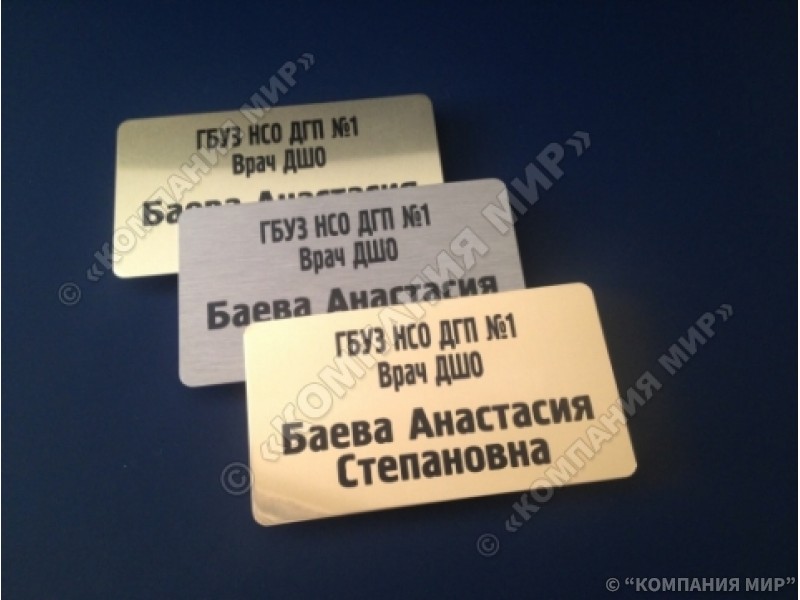 ГБУЗ НСО ДГП №1
Врач ДШО
Баева Анастасия
ГБУЗ НСО ДГП №1
Врач ДШО
Баева Анастасия
ГБУЗ НСО ДГП №1
Врач ДШО
Баева Анастасия
Степановна
© «КОМПАНИЯ МИР»
© «КОМПАНИЯ МИР»
© «КОМПАНИЯ МИР»
© “КОМПАНИЯ МИР”